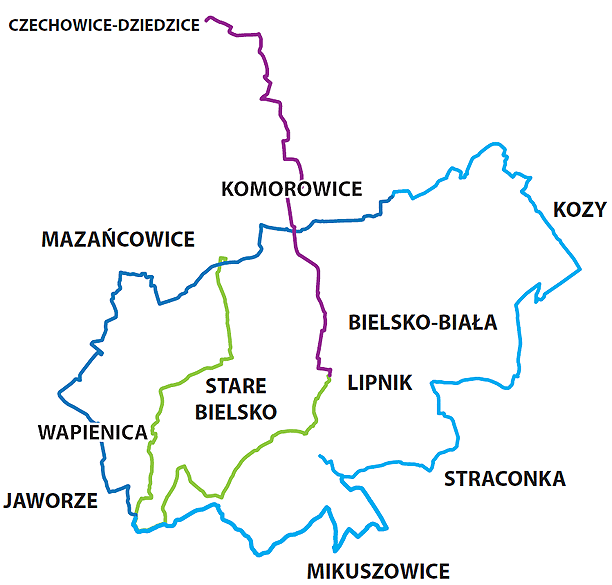 CZECHOWICE-DZIEDZICE
KOMOROWICE
KOZY
MAZAŃCOWICE
BIELSKO-BIAŁA
STARE
BIELSKO
LIPNIK
WAPIENICA
STRACONKA
JAWORZE
MIKUSZOWICE